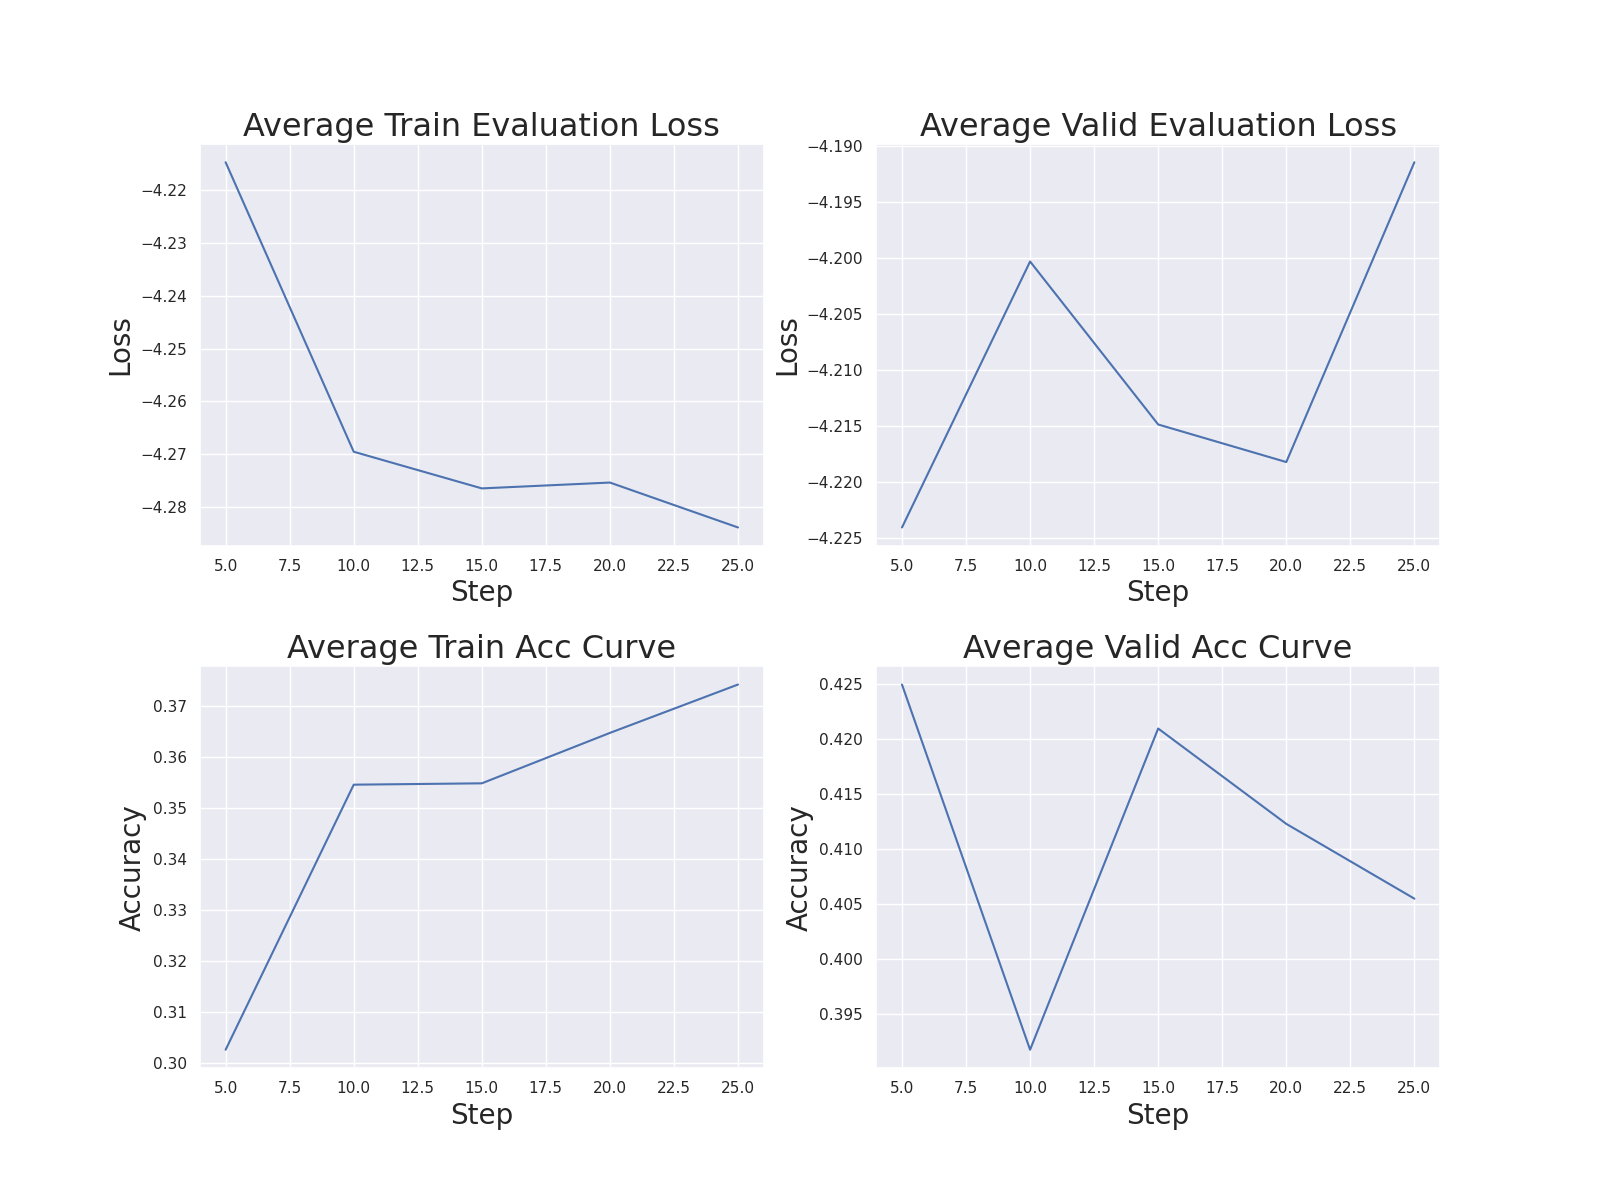 Average Train Evaluation Loss
−4.22
−4.23
−4.24
−4.25
−4.26
−4.27
−4.28
Loss
5.0 7.5 10.0 12.5 15.0 17.5 20.0 22.5 25.0
Step
Average Valid Evaluation Loss
−4.190
−4.195
−4.200
−4.205
−4.210
−4.215
−4.220
−4.225
Loss
5.0 7.5 10.0 12.5 15.0 17.5 20.0 22.5 25.0
Step
Average Train Acc Curve
0.37
0.36
0.35
0.34
0.33
0.32
0.31
0.30
Accuracy
5.0 7.5 10.0 12.5 15.0 17.5 20.0 22.5 25.0
Step
Average Valid Acc Curve
0.425
0.420
0.415
0.410
0.405
0.400
0.395
Accuracy
5.0 7.5 10.0 12.5 15.0 17.5 20.0 22.5 25.0
Step